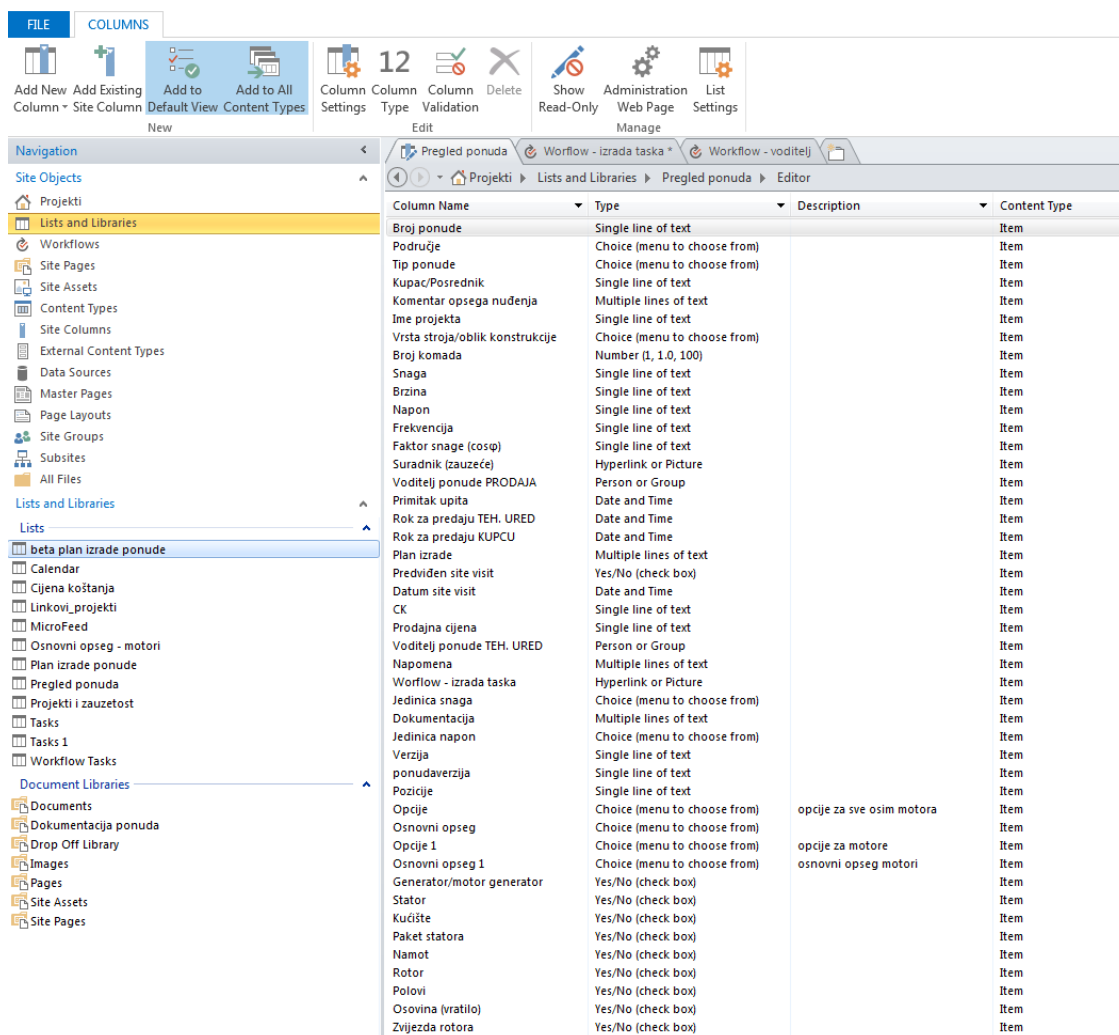 FILE COLUMNS
Add New Column Add Existing Site Column Add to Default View Add to All Content Types Column Settings 12 Column Type Column Validation Delete Show Read-Only Administration Web Page List Settings
New Edit Manage
Navigation
Site Objects
Projekti
Lists and Libraries
Workflows
Site Pages
Site Assets
Content Types
Site Columns
External Content Types
Data Sources
Master Pages
Page Layouts
Site Groups
Subsites
All Files
Lists and Libraries
Lists
beta plan izrade ponude
Calendar
Cijena koštanja
Linkovi_projekti
MicroFeed
Osnovni opseg - motori
Plan izrade ponude
Pregled ponuda
Projekti i zauzetost
Tasks
Tasks 1
Workflow Tasks
Document Libraries
Documents
Dokumentacija ponuda
Drop Off Library
Images
Pages
Site Assets
Site Pages
Pregled ponuda Worflow - izrada taska * Workflow - voditelj
Projekti Lists and Libraries Pregled ponuda Editor
Column Name Type Description Content Type
Broj ponude Single line of text Item
Područje Choice (menu to choose from) Item
Tip ponude Choice (menu to choose from) Item
Kupac/Posrednik Single line of text Item
Komentar opsega nuđenja Multiple lines of text Item
Ime projekta Single line of text Item
Vrsta stroja/oblik konstrukcije Choice (menu to choose from) Item
Broj komada Number (1, 1.0, 100) Item
Snaga Single line of text Item
Brzina Single line of text Item
Napon Single line of text Item
Frekvencija Single line of text Item
Faktor snage (cosφ) Single line of text Item
Suradnik (zauzeće) Hyperlink or Picture Item
Voditelj ponude PRODAJA Person or Group Item
Primitak upita Date and Time Item
Rok za predaju TEH. URED Date and Time Item
Rok za predaju KUPCU Date and Time Item
Plan izrade Multiple lines of text Item
Predviđen site visit Yes/No (check box) Item
Datum site visit Date and Time Item
CK Single line of text Item
Prodajna cijena Single line of text Item
Voditelj ponude TEH. URED Person or Group Item
Napomena Multiple lines of text Item
Worflow - izrada taska Hyperlink or Picture Item
Jedinica snaga Choice (menu to choose from) Item
Dokumentacija Multiple lines of text Item
Jedinica napon Choice (menu to choose from) Item
Verzija Single line of text Item
ponudaverzija Single line of text Item
Pozicije Single line of text Item
Opcije Choice (menu to choose from) opcije za sve osim motora Item
Osnovni opseg Choice (menu to choose from) Item
Opcije 1 Choice (menu to choose from) opcije za motore Item
Osnovni opseg 1 Choice (menu to choose from) osnovni opseg motori Item
Generator/motor generator Yes/No (check box) Item
Stator Yes/No (check box) Item
Kućište Yes/No (check box) Item
Paket statora Yes/No (check box) Item
Namot Yes/No (check box) Item
Rotor Yes/No (check box) Item
Polovi Yes/No (check box) Item
Osovina (vratilo) Yes/No (check box) Item
Zvijezda rotora Yes/No (check box) Item